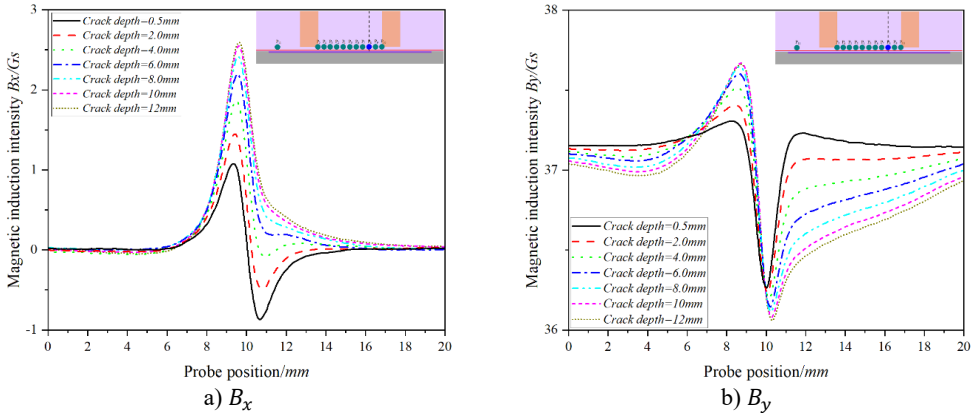 Magnetic induction intensity Bx/Gs
3
2
1
0
-1
Crack depth=0.5mm
Crack depth=2.0mm
Crack depth=4.0mm
Crack depth=6.0mm
Crack depth=8.0mm
Crack depth=10mm
Crack depth=12mm
0 2 4 6 8 10 12 14 16 18 20
Probe position/mm
a) Bx
Magnetic induction intensity By/Gs
38
37
36
Crack depth=0.5mm
Crack depth=2.0mm
Crack depth=4.0mm
Crack depth=6.0mm
Crack depth=8.0mm
Crack depth=10mm
Crack depth=12mm
0 2 4 6 8 10 12 14 16 18 20
Probe position/mm
b) By